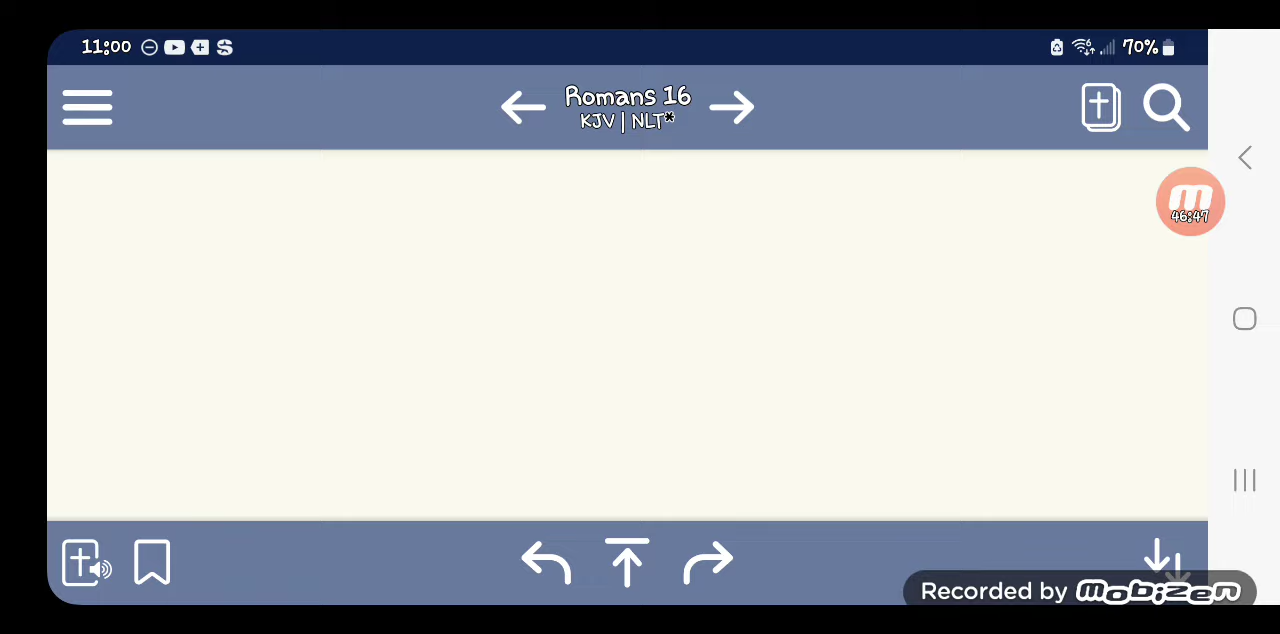 11:00
70%
Romans 16
KJV | NLT*
m
46:47
Recorded by mobizen